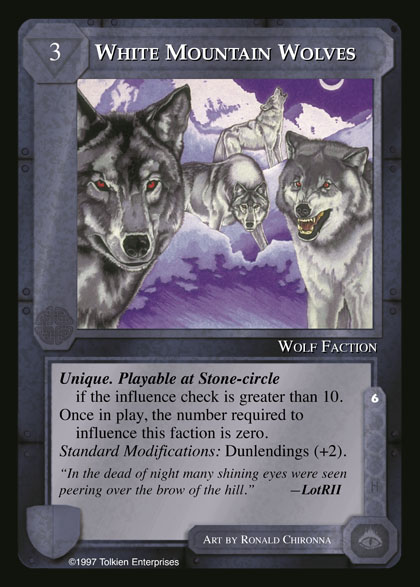 3
WHITE MOUNTAIN WOLVES
WOLF FACTION
Unique. Playable at Stone-circle
if the influence check is greater than 10.
Once in play, the number required to
influence this faction is zero.
Standard Modifications: Dunlendings (+2).
“In the dead of night many shining eyes were seen
peering over the brow of the hill.” —LotRII
6
H
ART BY RONALD CHIRONNA
©1997 Tolkien Enterprises